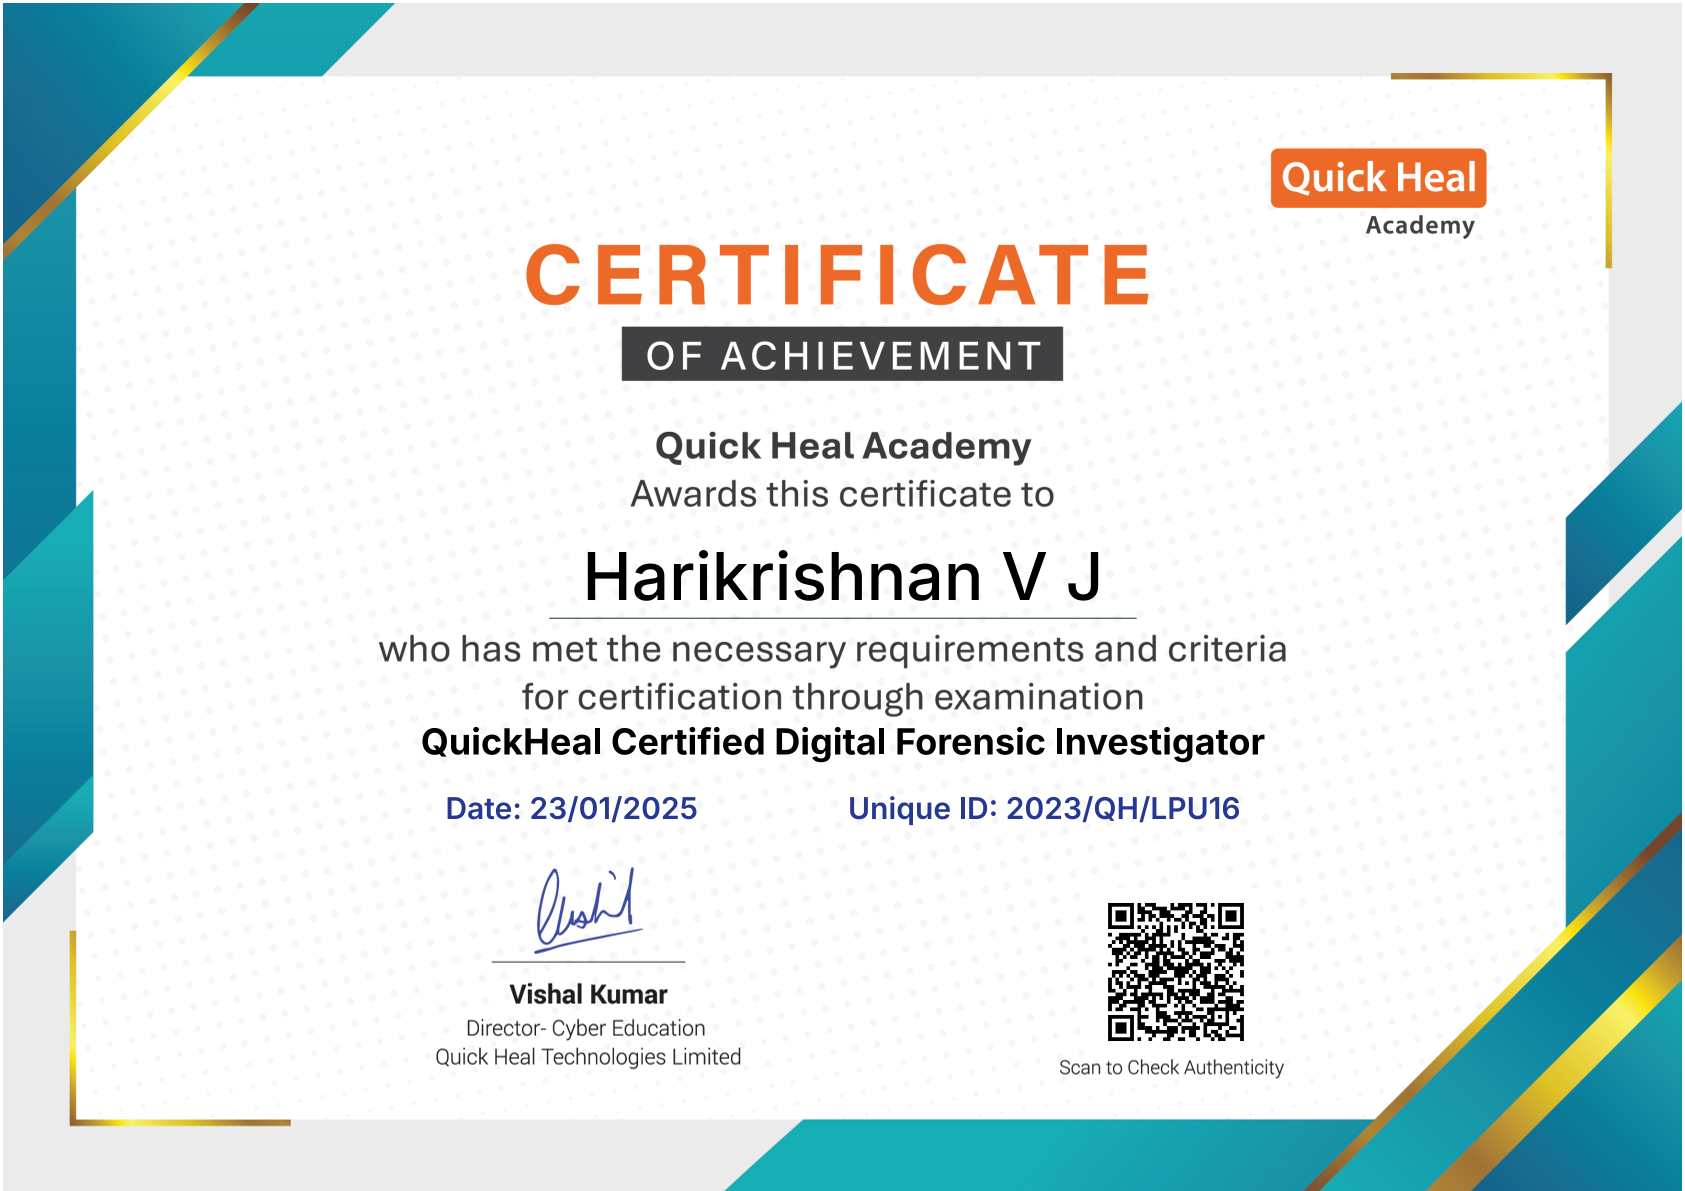 Quick Heal
Academy
CERTIFICATE
OF ACHIEVEMENT
Quick Heal Academy
Awards this certificate to
Harikrishnan V J
who has met the necessary requirements and criteria
for certification through examination
QuickHeal Certified Digital Forensic Investigator
Date: 23/01/2025 Unique ID: 2023/QH/LPU16
Vishal Kumar
Director- Cyber Education
Quick Heal Technologies Limited
Scan to Check Authenticity